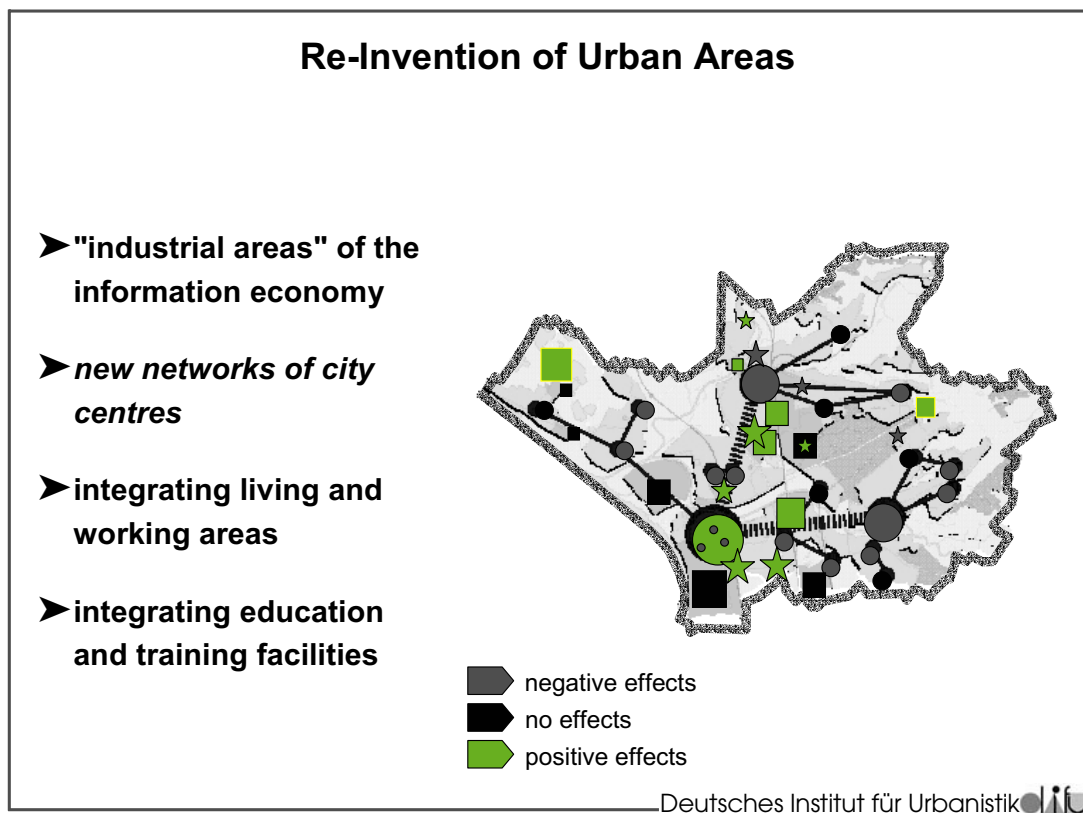 Re-Invention of Urban Areas
"industrial areas" of the
information economy
new networks of city
centres
integrating living and
working areas
integrating education
and training facilities
negative effects
no effects
positive effects
Deutsches Institut für Urbanistik difu